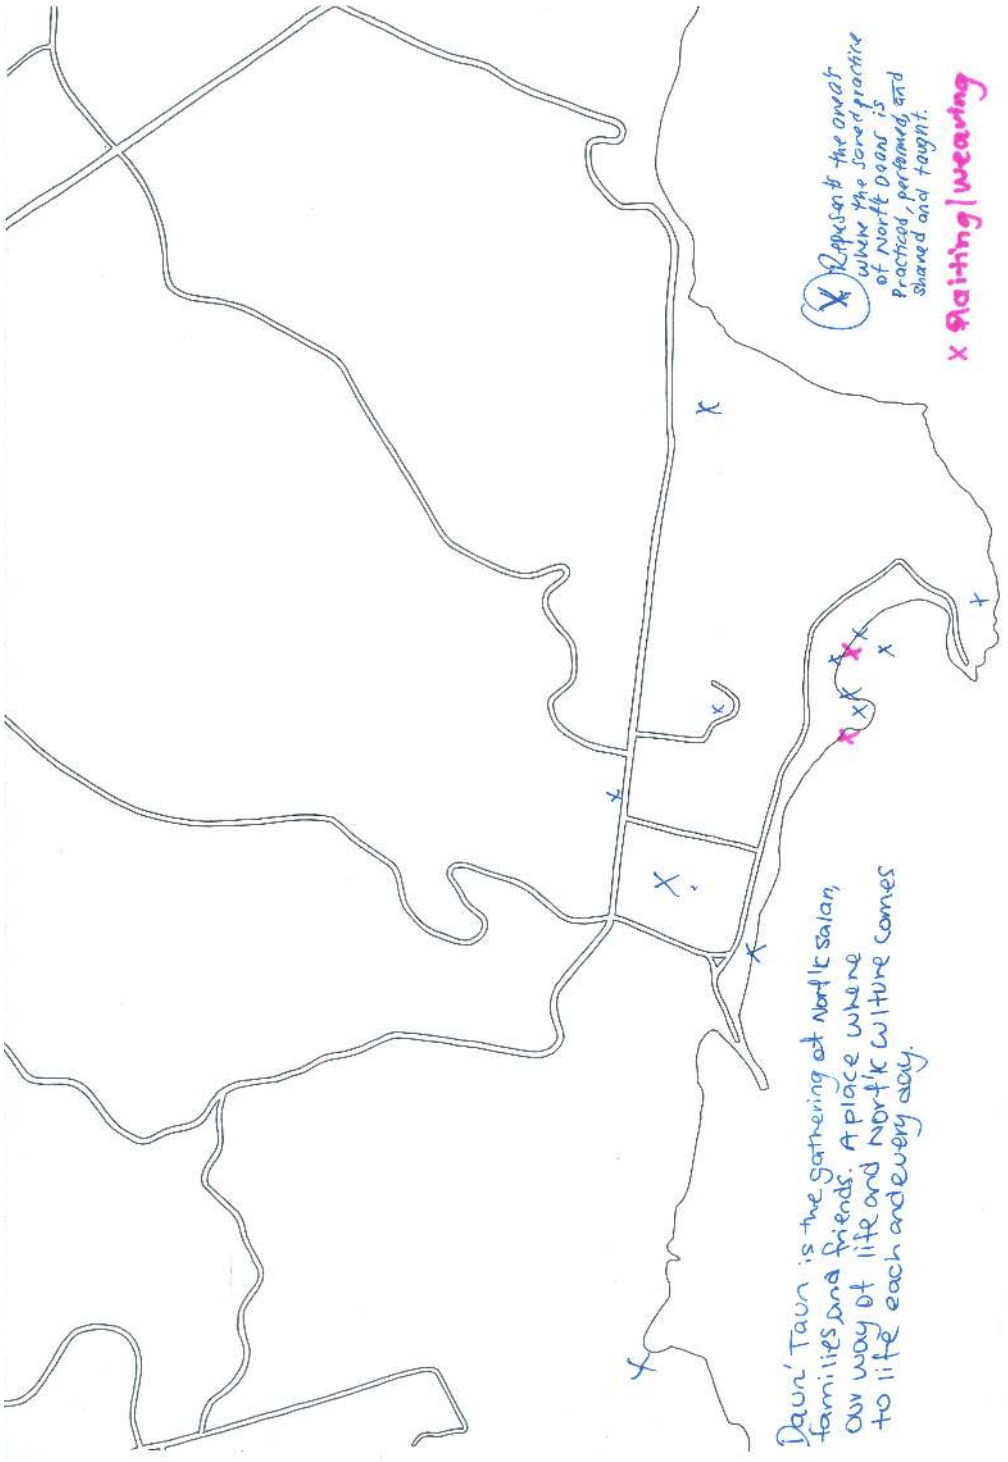 (X) Represents the areas
where the sacred practice
of Norf'k Daans is
Practiced, performed, and
shared and taught.
x Plaiting/weaving
Daun' Taun is the gathering of Norf'k Salan,
families, and friends. A place where
our way of life and Norf'k culture comes
to life each and every day.